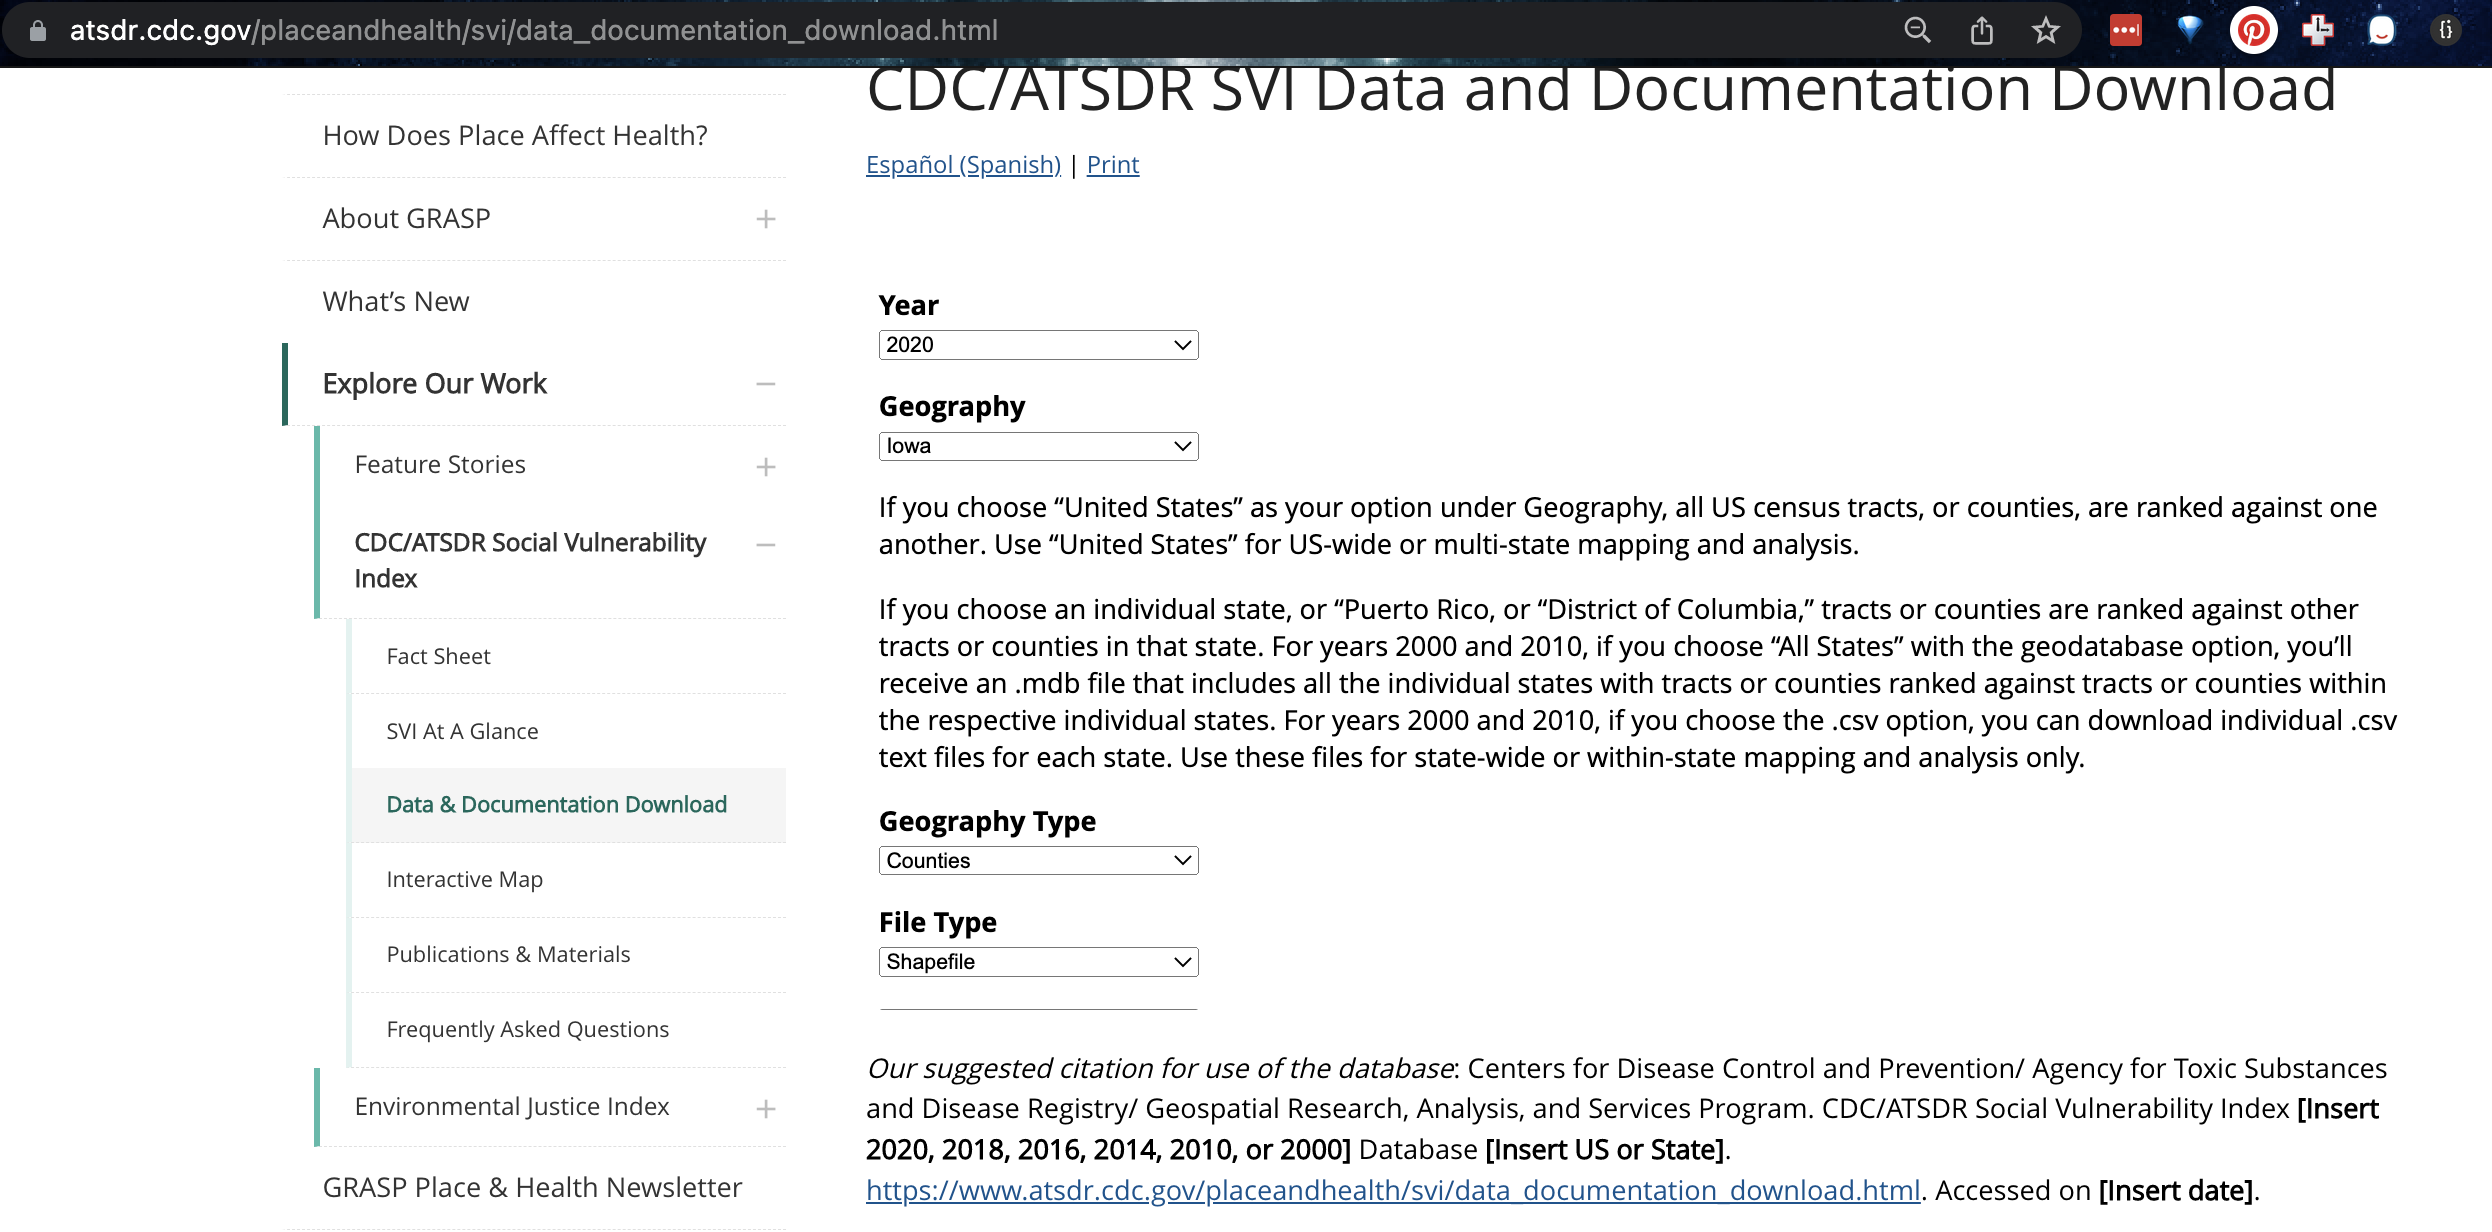 atsdr.cdc.gov/placeandhealth/svi/data_documentation_download.html
CDC/ATSDR SVI Data and Documentation Download
Español (Spanish) | Print
How Does Place Affect Health?
About GRASP
What’s New
Explore Our Work
Feature Stories
CDC/ATSDR Social Vulnerability
Index
Fact Sheet
SVI At A Glance
Data & Documentation Download
Interactive Map
Publications & Materials
Frequently Asked Questions
Environmental Justice Index
GRASP Place & Health Newsletter
Year
2020
Geography
Iowa
If you choose “United States” as your option under Geography, all US census tracts, or counties, are ranked against one
another. Use “United States” for US-wide or multi-state mapping and analysis.
If you choose an individual state, or “Puerto Rico, or “District of Columbia,” tracts or counties are ranked against other
tracts or counties in that state. For years 2000 and 2010, if you choose “All States” with the geodatabase option, you’ll
receive an .mdb file that includes all the individual states with tracts or counties ranked against tracts or counties within
the respective individual states. For years 2000 and 2010, if you choose the .csv option, you can download individual .csv
text files for each state. Use these files for state-wide or within-state mapping and analysis only.
Geography Type
Counties
File Type
Shapefile
Our suggested citation for use of the database: Centers for Disease Control and Prevention/ Agency for Toxic Substances
and Disease Registry/ Geospatial Research, Analysis, and Services Program. CDC/ATSDR Social Vulnerability Index [Insert
2020, 2018, 2016, 2014, 2010, or 2000] Database [Insert US or State].
https://www.atsdr.cdc.gov/placeandhealth/svi/data_documentation_download.html. Accessed on [Insert date].